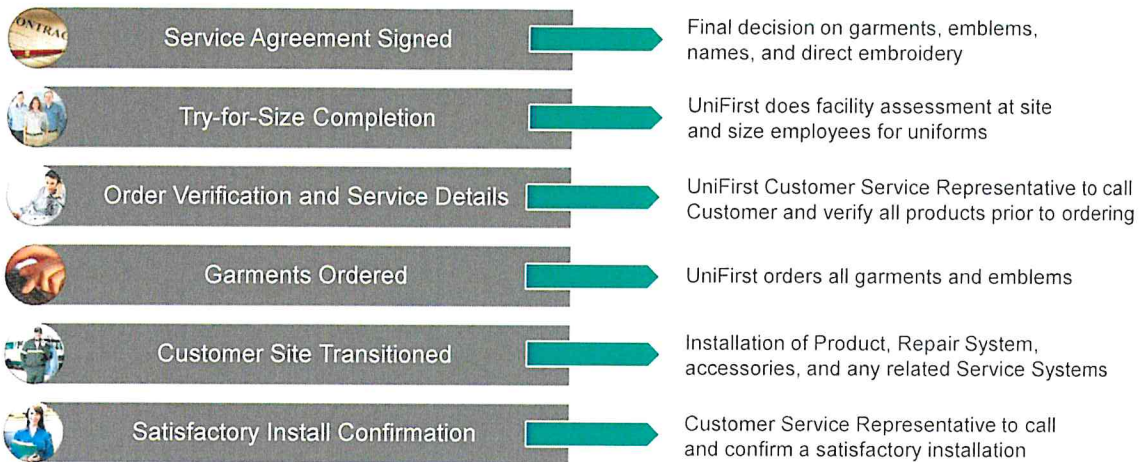 CONTRAC
Service Agreement Signed
Final decision on garments, emblems,
names, and direct embroidery
Try-for-Size Completion
UniFirst does facility assessment at site
and size employees for uniforms
Order Verification and Service Details
UniFirst Customer Service Representative to call
Customer and verify all products prior to ordering
Garments Ordered
UniFirst orders all garments and emblems
Customer Site Transitioned
Installation of Product, Repair System,
accessories, and any related Service Systems
Satisfactory Install Confirmation
Customer Service Representative to call
and confirm a satisfactory installation